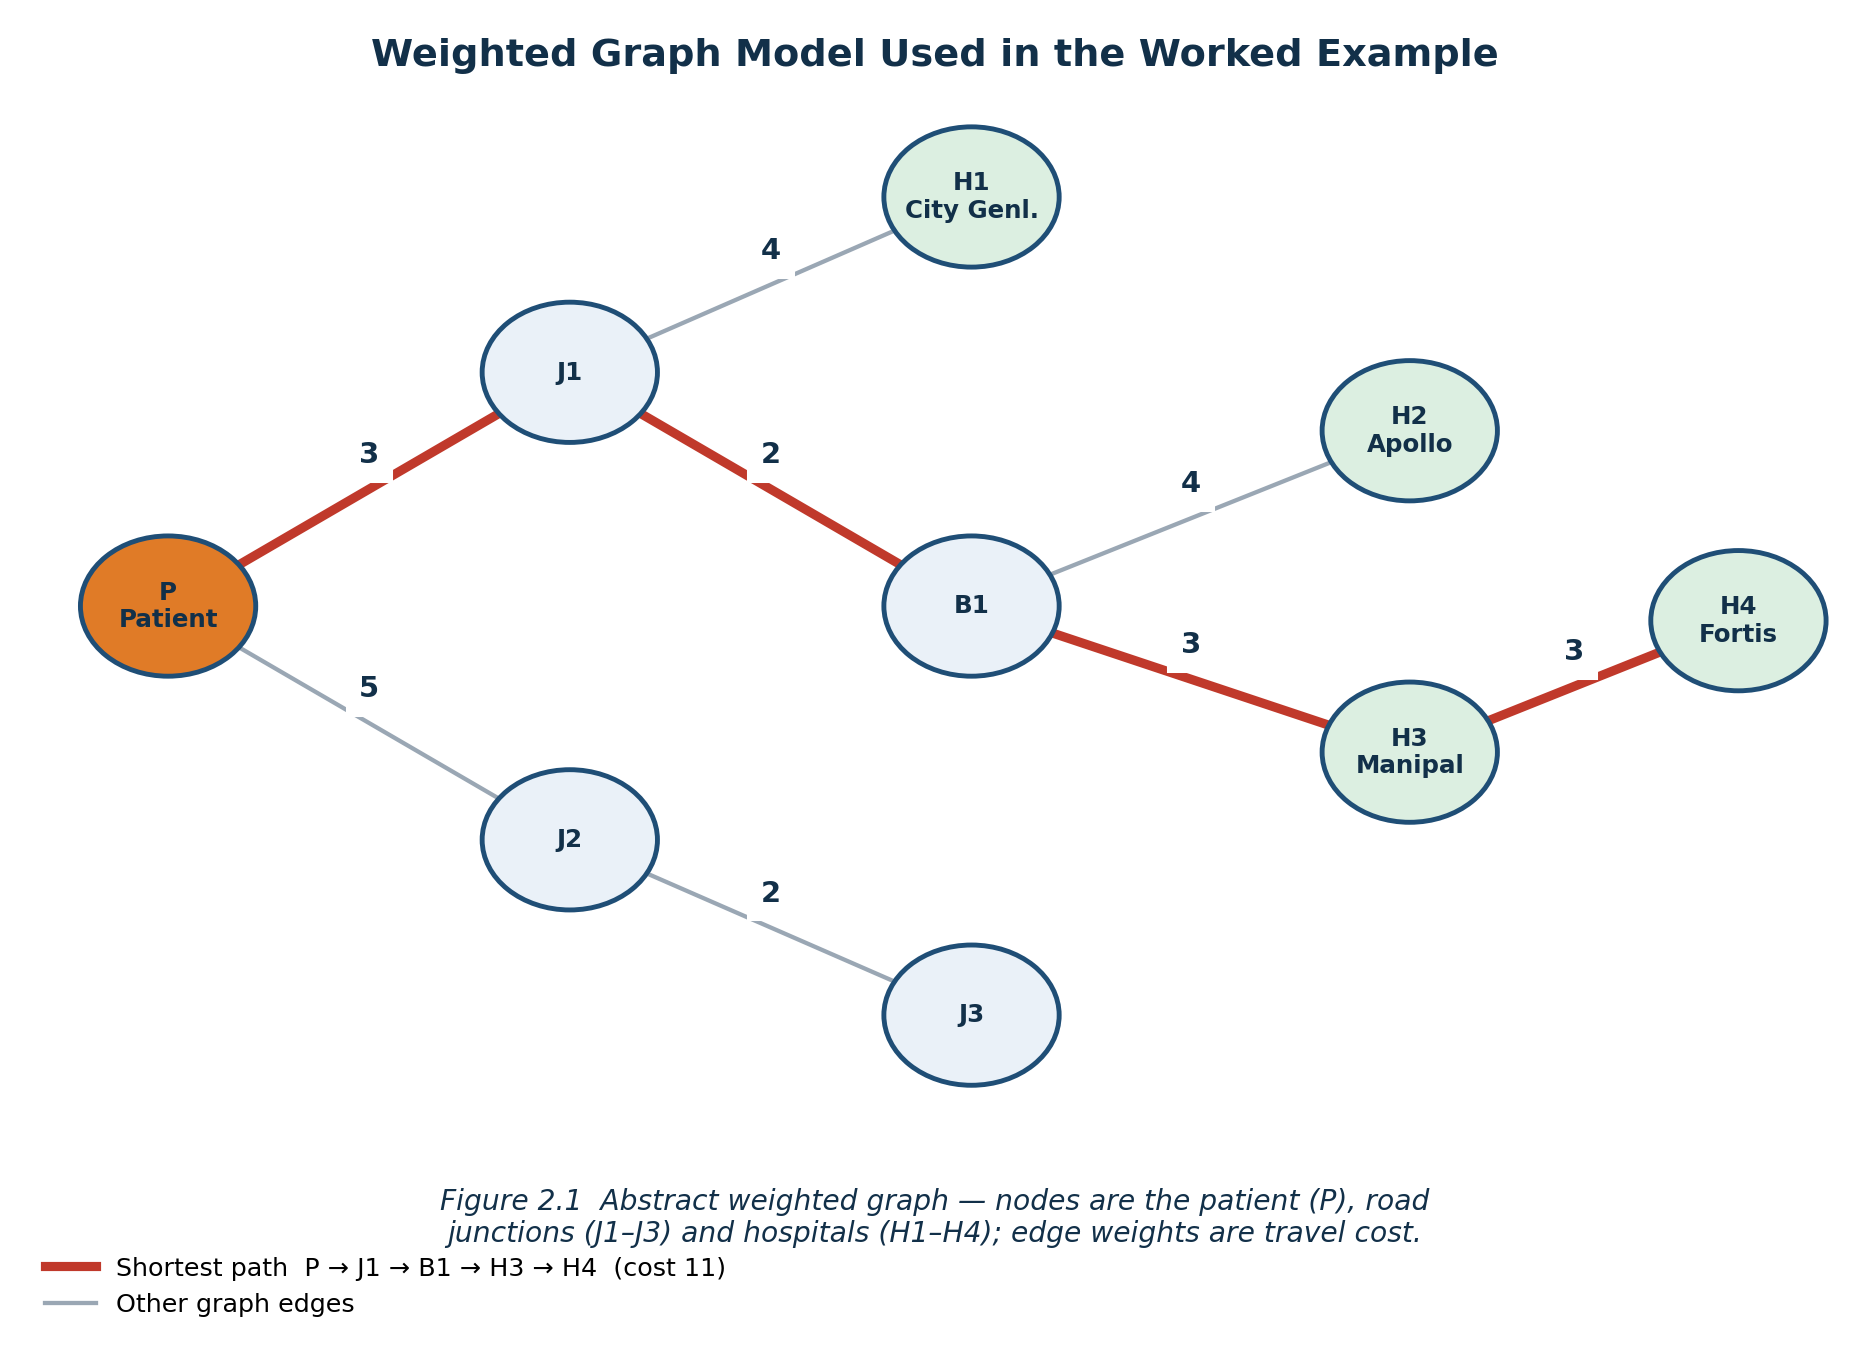 Weighted Graph Model Used in the Worked Example
H1
City Genl.
4
J1
H2
Apollo
3
2
4
P
Patient
B1
H4
Fortis
3
3
5
H3
Manipal
J2
2
J3
Figure 2.1  Abstract weighted graph — nodes are the patient (P), road
junctions (J1–J3) and hospitals (H1–H4); edge weights are travel cost.
Shortest path  P → J1 → B1 → H3 → H4  (cost 11)
Other graph edges